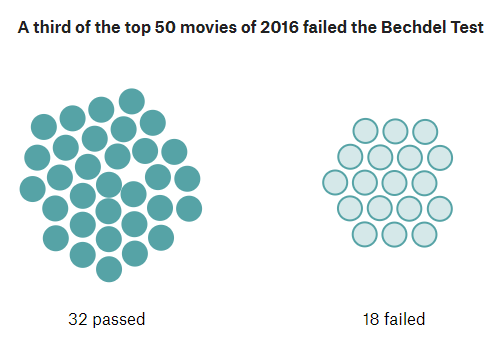 A third of the top 50 movies of 2016 failed the Bechdel Test
32 passed
18 failed